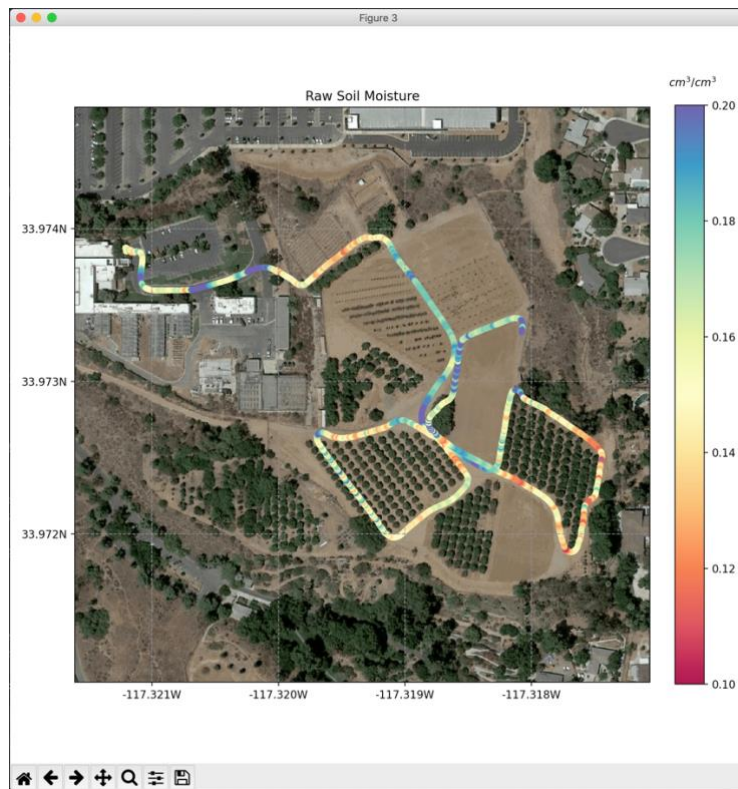 Figure 3
cm³/cm³
Raw Soil Moisture
0.20
33.974N
0.18
0.16
33.973N
0.14
33.972N
0.12
0.10
-117.321W
-117.320W
-117.319W
-117.318W